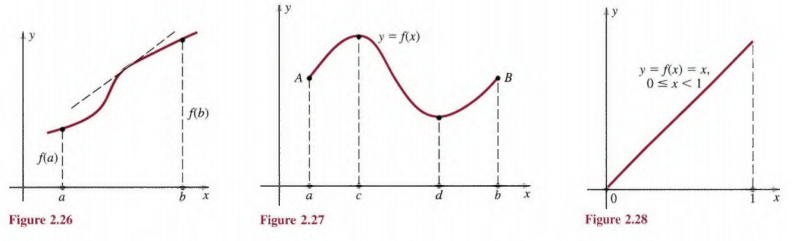 y
f(b)
f(a)
a
b
x
Figure 2.26
y
y = f(x)
A
B
a
c
d
b
x
Figure 2.27
y
y = f(x) = x,
0 ≤ x < 1
0
1
x
Figure 2.28